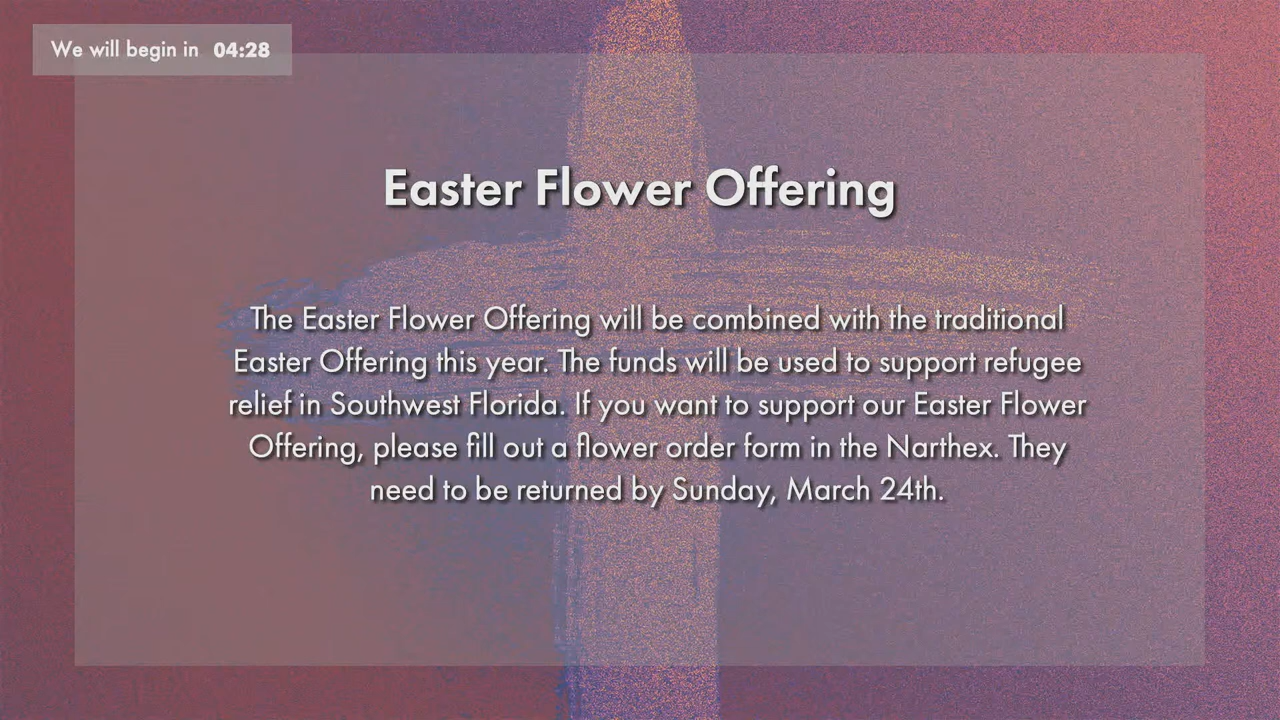 We will begin in 04:28
Easter Flower Offering
The Easter Flower Offering will be combined with the traditional
Easter Offering this year. The funds will be used to support refugee
relief in Southwest Florida. If you want to support our Easter Flower
Offering, please fill out a flower order form in the Narthex. They
need to be returned by Sunday, March 24th.